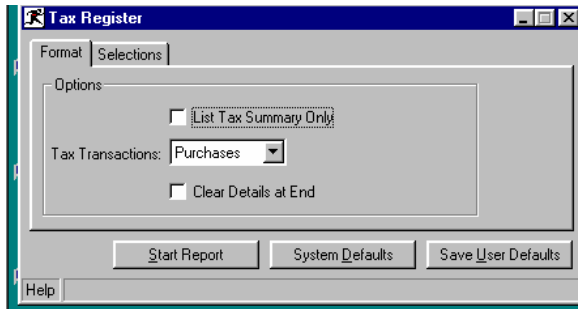 Tax Register
Format Selections
Options
List Tax Summary Only
Tax Transactions: Purchases
Clear Details at End
Start Report System Defaults Save User Defaults
Help